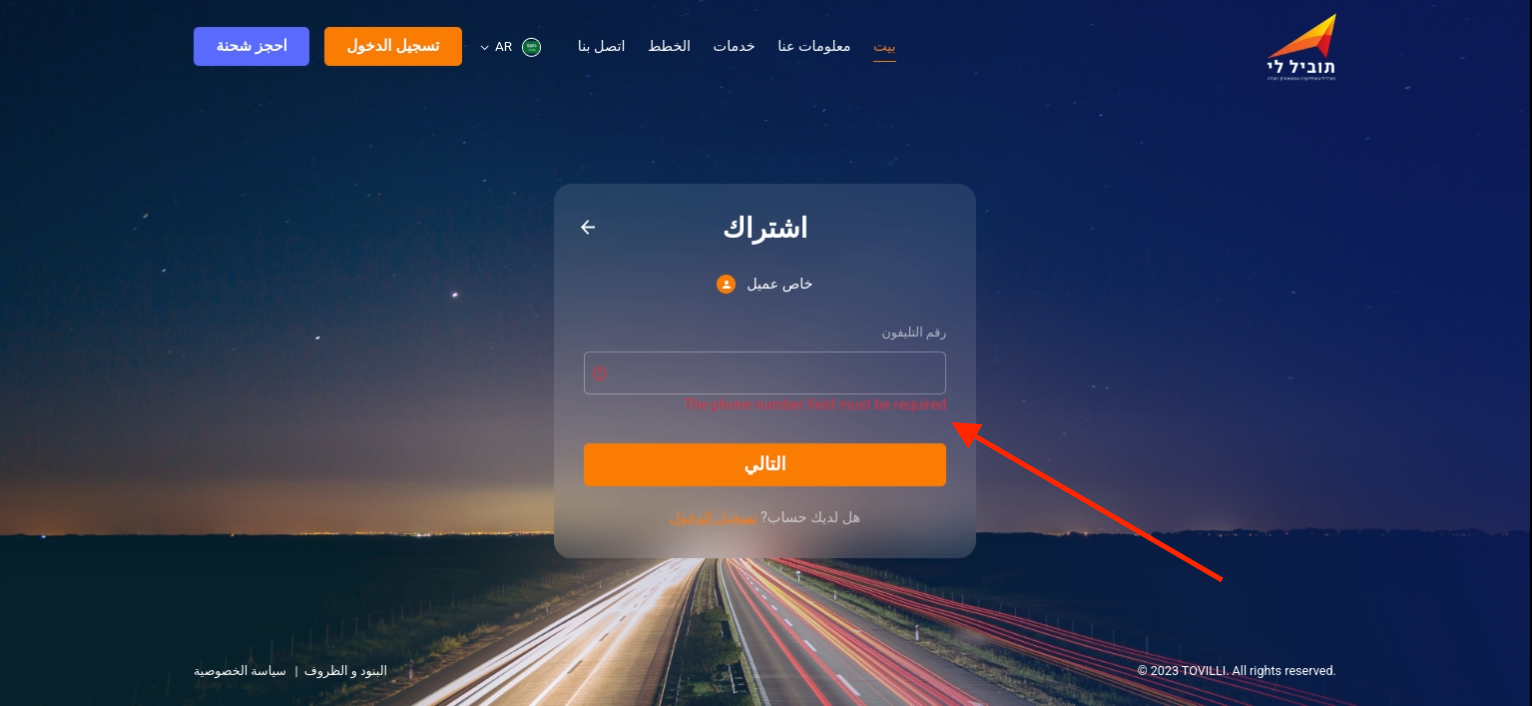 تוביל לי
بيت
معلومات عنا
خدمات
الخطط
اتصل بنا
AR
تسجيل الدخول
احجز شحنة
اشتراك
خاص عميل
رقم التليفون
The phone number field must be required
التالي
هل لديك حساب? تسجيل الدخول
البنود و الظروف | سياسة الخصوصية
© 2023 TOVILLI. All rights reserved.